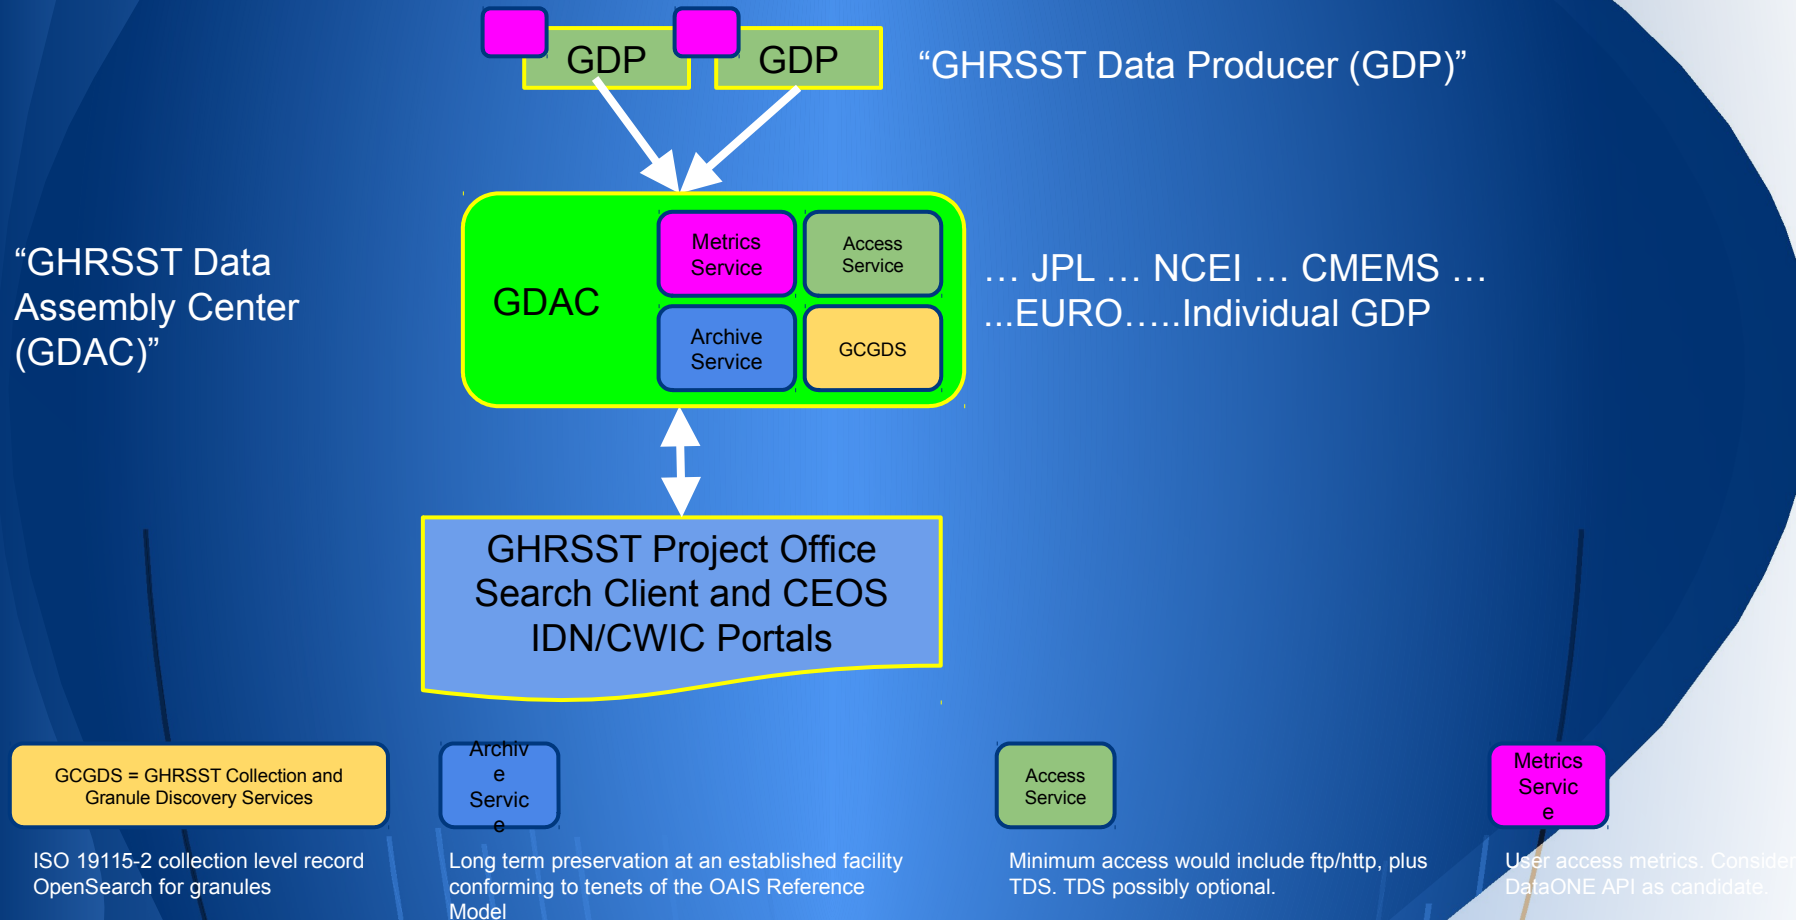 GDP
GDP
“GHRSST Data Producer (GDP)”
“GHRSST Data
Assembly Center
(GDAC)”
GDAC
Metrics
Service
Access
Service
Archive
Service
GCGDS
… JPL … NCEI … CMEMS …
...EURO…..Individual GDP
GHRSST Project Office
Search Client and CEOS
IDN/CWIC Portals
GCGDS = GHRSST Collection and
Granule Discovery Services
Archiv
e
Servic
e
Access
Service
Metrics
Servic
e
ISO 19115-2 collection level record
OpenSearch for granules
Long term preservation at an established facility
conforming to tenets of the OAIS Reference
Model
Minimum access would include ftp/http, plus
TDS. TDS possibly optional.
User access metrics. Consider
DataONE API as candidate.